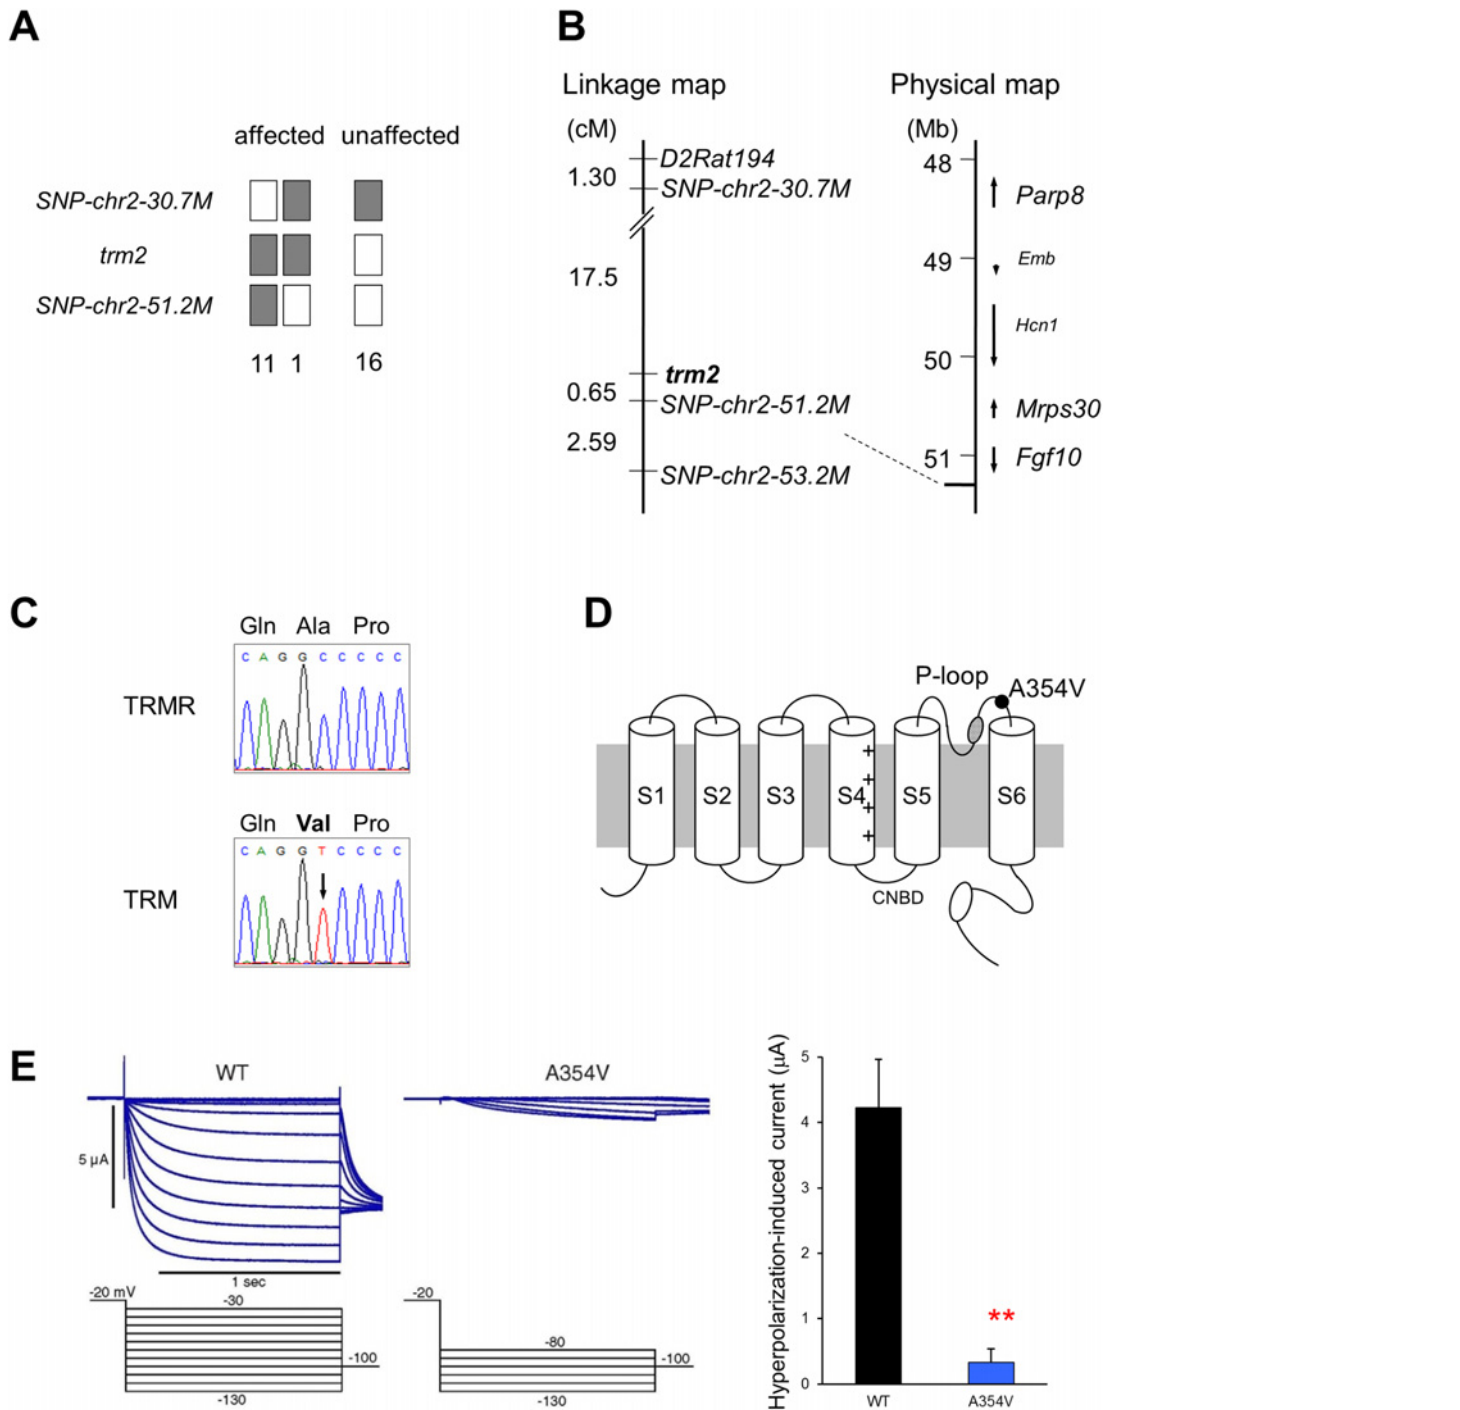 A
affected unaffected
SNP-chr2-30.7M
trm2
SNP-chr2-51.2M
11 1 16
B
Linkage map
(cM)
D2Rat194
1.30
SNP-chr2-30.7M
17.5
trm2
0.65
SNP-chr2-51.2M
2.59
SNP-chr2-53.2M
Physical map
(Mb)
48
Parp8
49
Emb
Hcn1
50
Mrps30
51
Fgf10
C
Gln Ala Pro
C A G G C C C C C
TRMR
Gln Val Pro
C A G G T C C C C
TRM
D
P-loop
A354V
S1 S2 S3 S4 S5 S6
+
+
+
+
CNBD
E
WT
5 µA
1 sec
-20 mV
-30
-100
-130
A354V
-20
-80
-100
-130
Hyperpolarization-induced current (µA)
5
4
3
2
1
0
**
WT A354V